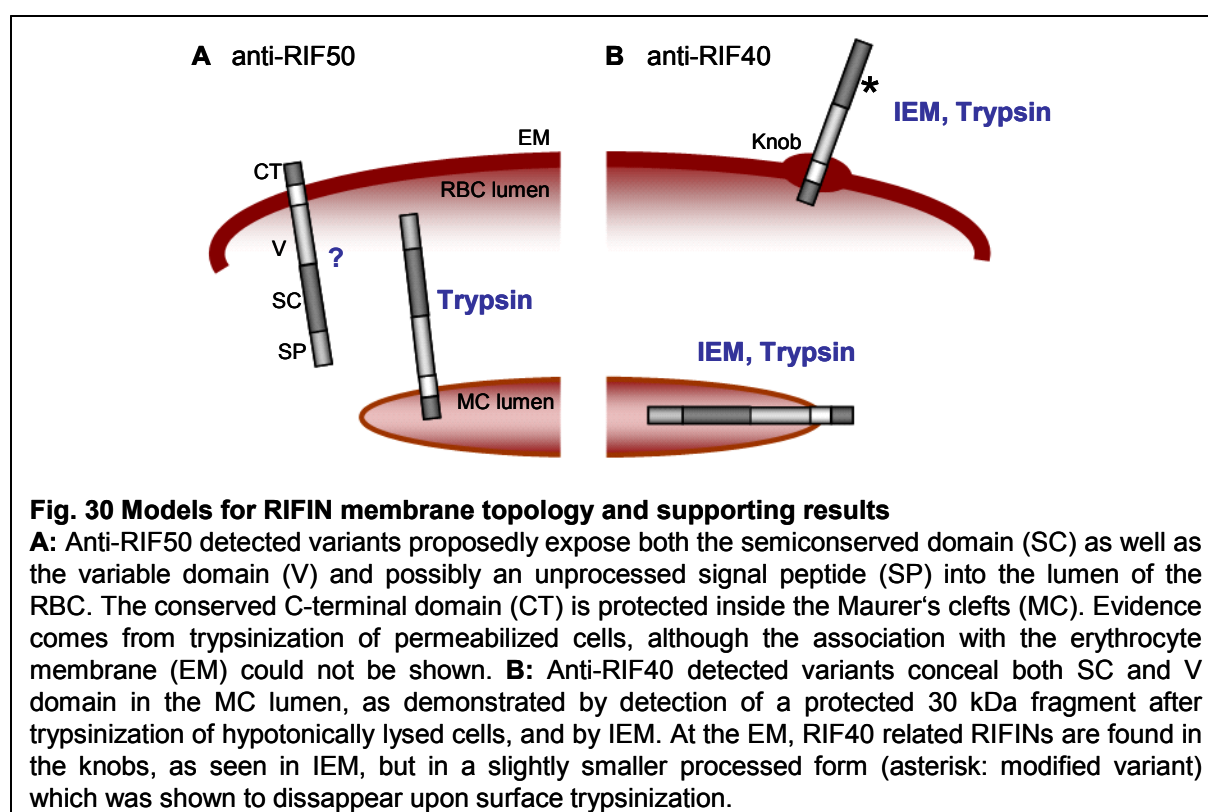 A anti-RIF50
B anti-RIF40
*
IEM, Trypsin
EM
Knob
CT
RBC lumen
V
?
SC
Trypsin
SP
IEM, Trypsin
MC lumen
Fig. 30 Models for RIFIN membrane topology and supporting results
A: Anti-RIF50 detected variants proposedly expose both the semiconserved domain (SC) as well as
the variable domain (V) and possibly an unprocessed signal peptide (SP) into the lumen of the
RBC. The conserved C-terminal domain (CT) is protected inside the Maurer‘s clefts (MC). Evidence
comes from trypsinization of permeabilized cells, although the association with the erythrocyte
membrane (EM) could not be shown. B: Anti-RIF40 detected variants conceal both SC and V
domain in the MC lumen, as demonstrated by detection of a protected 30 kDa fragment after
trypsinization of hypotonically lysed cells, and by IEM. At the EM, RIF40 related RIFINs are found in
the knobs, as seen in IEM, but in a slightly smaller processed form (asterisk: modified variant)
which was shown to dissappear upon surface trypsinization.